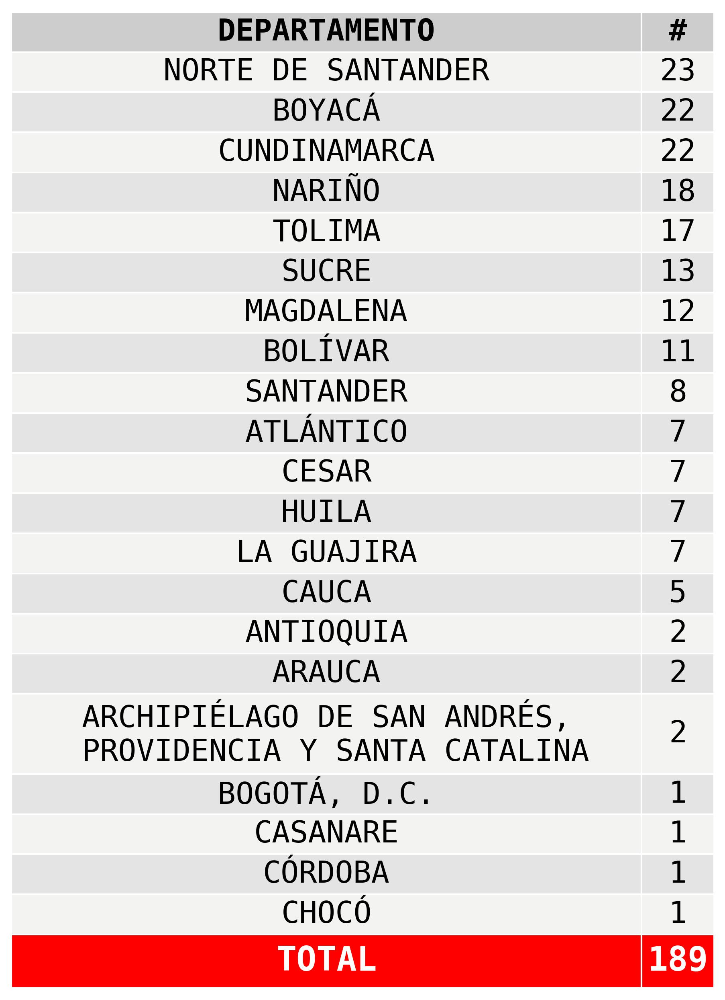 DEPARTAMENTO #
NORTE DE SANTANDER 23
BOYACÁ 22
CUNDINAMARCA 22
NARIÑO 18
TOLIMA 17
SUCRE 13
MAGDALENA 12
BOLÍVAR 11
SANTANDER 8
ATLÁNTICO 7
CESAR 7
HUILA 7
LA GUAJIRA 7
CAUCA 5
ANTIOQUIA 2
ARAUCA 2
ARCHIPIÉLAGO DE SAN ANDRÉS,
PROVIDENCIA Y SANTA CATALINA 2
BOGOTÁ, D.C. 1
CASANARE 1
CÓRDOBA 1
CHOCÓ 1
TOTAL 189